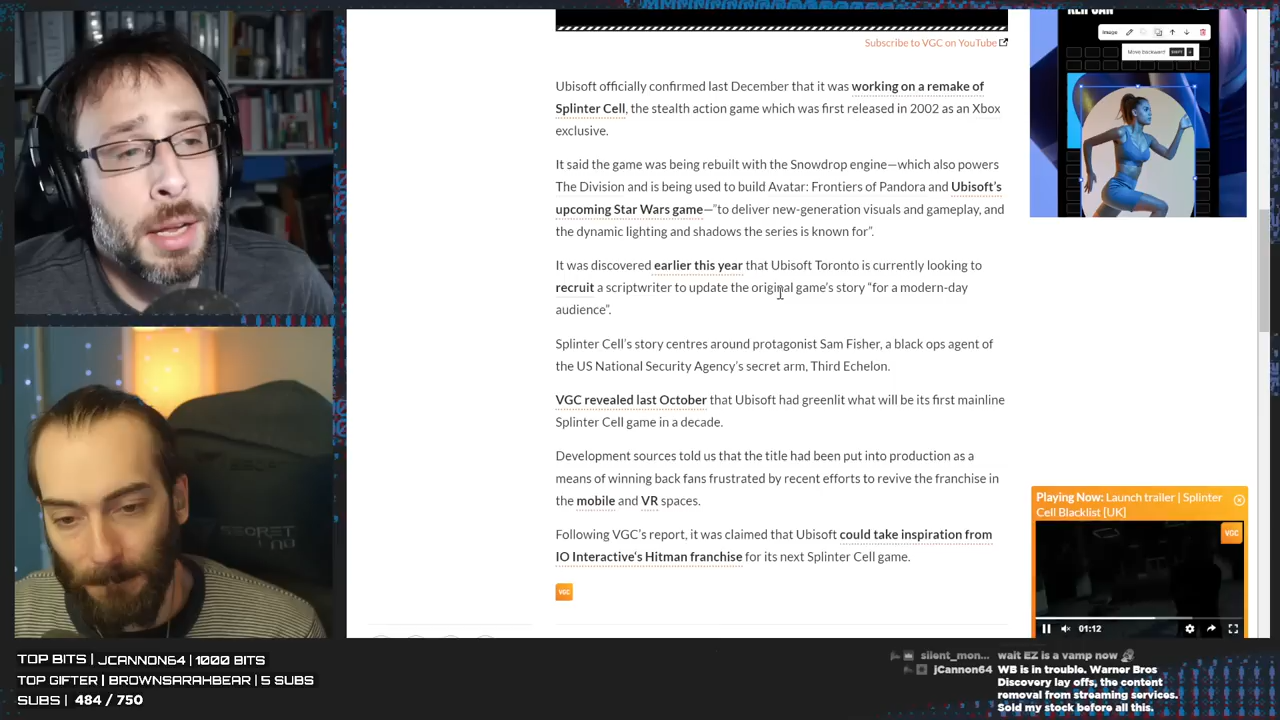 Subscribe to VGC on YouTube
Ubisoft officially confirmed last December that it was working on a remake of
Splinter Cell, the stealth action game which was first released in 2002 as an Xbox
exclusive.
It said the game was being rebuilt with the Snowdrop engine—which also powers
The Division and is being used to build Avatar: Frontiers of Pandora and Ubisoft's
upcoming Star Wars game—"to deliver new-generation visuals and gameplay, and
the dynamic lighting and shadows the series is known for".
It was discovered earlier this year that Ubisoft Toronto is currently looking to
recruit a scriptwriter to update the original game's story "for a modern-day
audience".
Splinter Cell's story centres around protagonist Sam Fisher, a black ops agent of
the US National Security Agency's secret arm, Third Echelon.
VGC revealed last October that Ubisoft had greenlit what will be its first mainline
Splinter Cell game in a decade.
Development sources told us that the title had been put into production as a
means of winning back fans frustrated by recent efforts to revive the franchise in
the mobile and VR spaces.
Following VGC's report, it was claimed that Ubisoft could take inspiration from
IO Interactive's Hitman franchise for its next Splinter Cell game.
VGC
Image
Move backward
Playing Now: Launch trailer | Splinter
Cell Blacklist [UK]
VGC
01:12
TOP BITS | JCANNON64 | 1000 BITS
TOP GIFTER | BROWNSARAHBEAR | 5 SUBS
SUBS | 484 / 750
silent_mon... wait EZ is a vamp now
jCannon64 WB is in trouble. Warner Bros
Discovery lay offs, the content
removal from streaming services.
Sold my stock before all this.